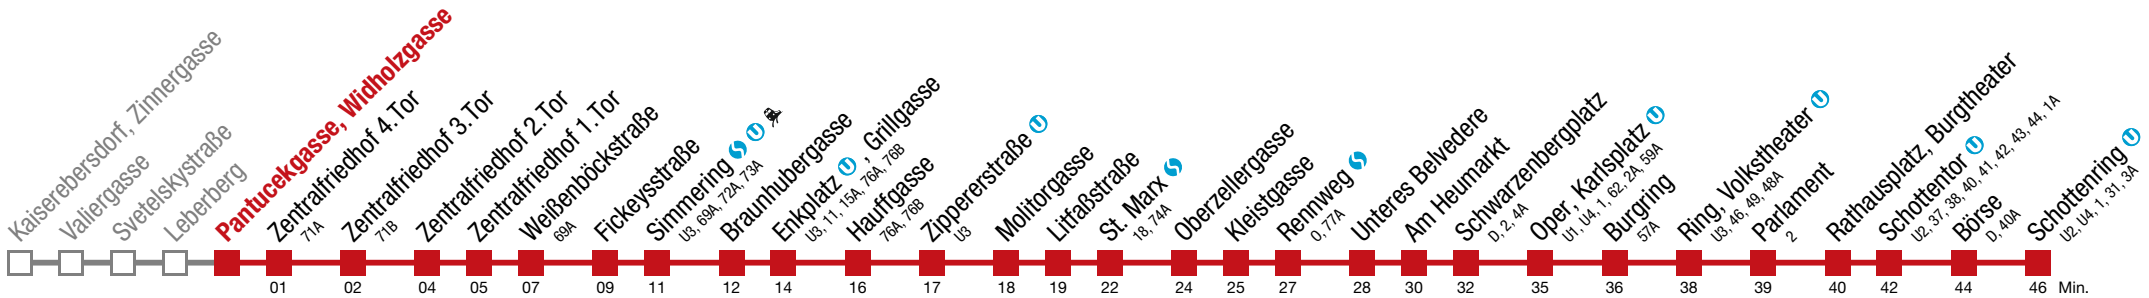 Kaiserebersdorf, Zinnergasse
Valiergasse
Svetelskystraße
Leberberg
Pantucekgasse, Widholzgasse
Zentralfriedhof 4.Tor
71A
Zentralfriedhof 3.Tor
71B
Zentralfriedhof 2.Tor
Zentralfriedhof 1.Tor
Weißenböckstraße
69A
Fickeysstraße
Simmering S U
U3, 69A, 72A, 73A
Braunhubergasse
Enkplatz U, Grillgasse
U3, 11, 15A, 76A, 76B
Hauffgasse
76A, 76B
Zippererstraße U
U3
Molitorgasse
Litfaßstraße
St. Marx S
18, 74A
Oberzellergasse
Kleistgasse
Rennweg S
O, 77A
Unteres Belvedere
Am Heumarkt
Schwarzenbergplatz
D, 2, 4A
Oper, Karlsplatz U
U1, U4, 1, 62, 2A, 59A
Burgring
57A
Ring, Volkstheater U
U3, 46, 49, 48A
Parlament
2
Rathausplatz, Burgtheater
Schottentor U
U2, 37, 38, 40, 41, 42, 43, 44, 1A
Börse
D, 40A
Schottenring U
U2, U4, 1, 31, 3A
01 02 04 05 07 09 11 12 14 16 17 18 19 22 24 25 27 28 30 32 35 36 38 39 40 42 44 46 Min.